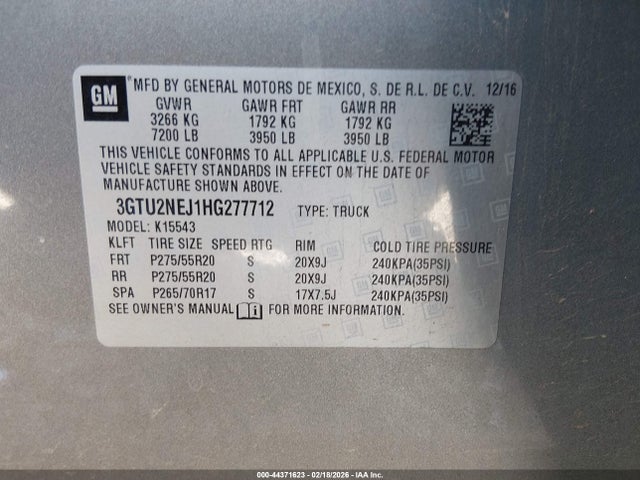 GM MFD BY GENERAL MOTORS DE MEXICO, S. DE R.L. DE C.V. 12/16
GVWR GAWR FRT GAWR RR
3266 KG 1792 KG 1792 KG
7200 LB 3950 LB 3950 LB
THIS VEHICLE CONFORMS TO ALL APPLICABLE U.S. FEDERAL MOTOR
VEHICLE SAFETY STANDARDS IN EFFECT ON THE DATE OF
MANUFACTURE SHOWN ABOVE.
3GTU2NEJ1HG277712 TYPE: TRUCK
MODEL: K15543
KLFT TIRE SIZE SPEED RTG RIM COLD TIRE PRESSURE
FRT P275/55R20 S 20X9J 240KPA(35PSI)
RR P275/55R20 S 20X9J 240KPA(35PSI)
SPA P265/70R17 S 17X7.5J 240KPA(35PSI)
SEE OWNER'S MANUAL FOR MORE INFORMATION.
000-44371623 - 02/18/2026 - IAA Inc.